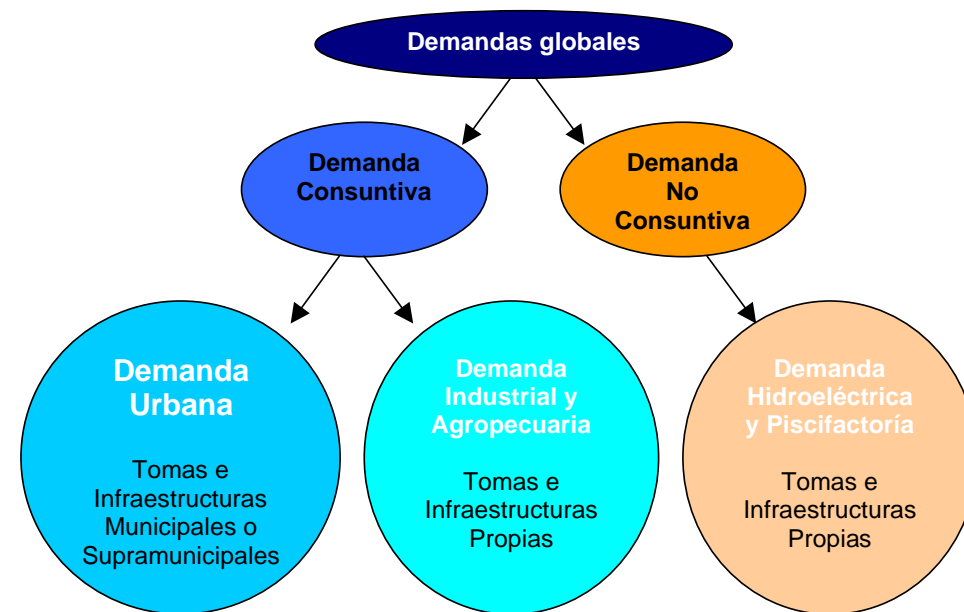 Demandas globales
Demanda
Consuntiva
Demanda
No
Consuntiva
Demanda
Urbana
Tomas e
Infraestructuras
Municipales o
Supramunicipales
Demanda
Industrial y
Agropecuaria
Tomas e
Infraestructuras
Propias
Demanda
Hidroeléctrica
y Piscifactoría
Tomas e
Infraestructuras
Propias